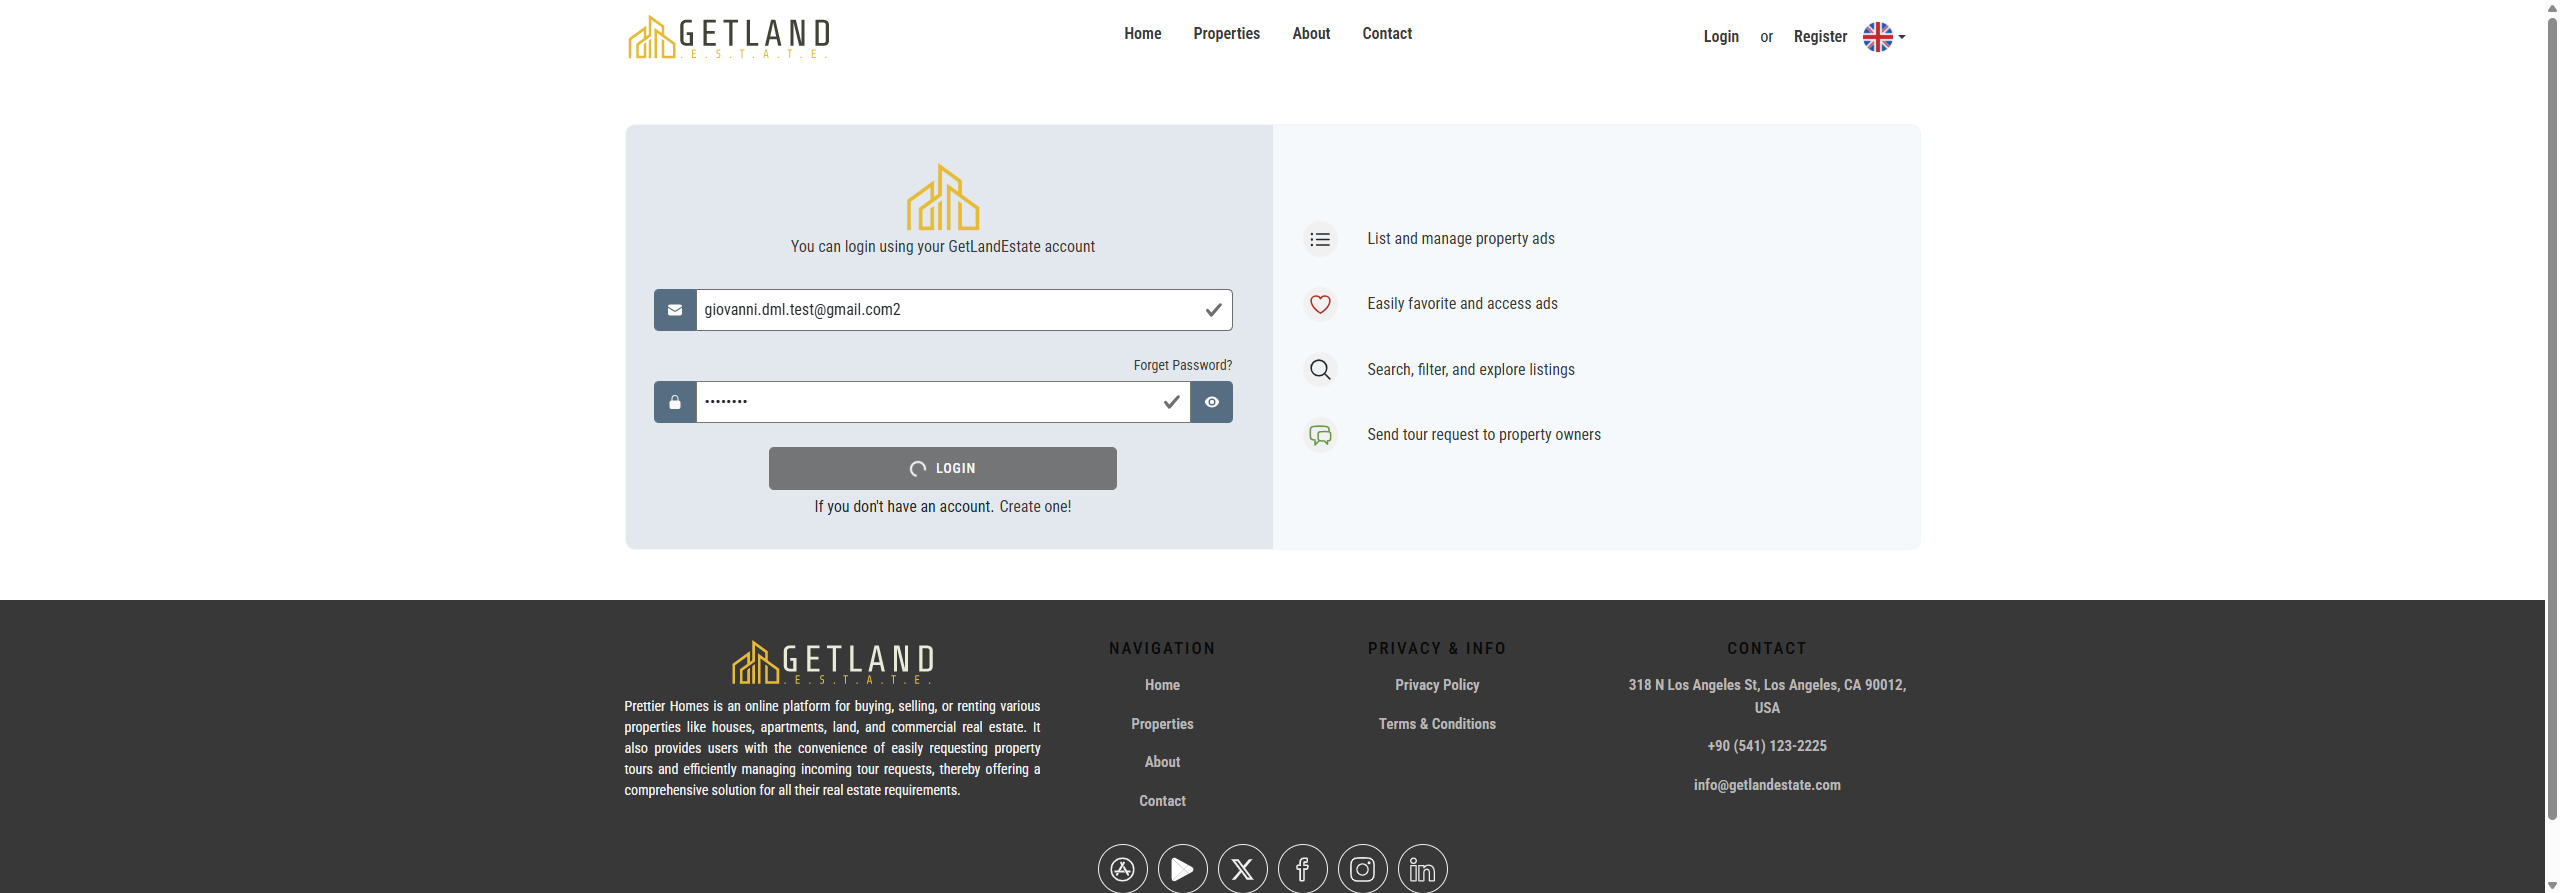 GETLAND
.E.S.T.A.T.E.
Home
Properties
About
Contact
Login
or
Register
You can login using your GetLandEstate account
giovanni.dml.test@gmail.com2
Forget Password?
••••••••
LOGIN
If you don't have an account. Create one!
List and manage property ads
Easily favorite and access ads
Search, filter, and explore listings
Send tour request to property owners
GETLAND
.E.S.T.A.T.E.
Prettier Homes is an online platform for buying, selling, or renting various
properties like houses, apartments, land, and commercial real estate. It
also provides users with the convenience of easily requesting property
tours and efficiently managing incoming tour requests, thereby offering a
comprehensive solution for all their real estate requirements.
NAVIGATION
Home
Properties
About
Contact
PRIVACY & INFO
Privacy Policy
Terms & Conditions
CONTACT
318 N Los Angeles St, Los Angeles, CA 90012,
USA
+90 (541) 123-2225
info@getlandestate.com